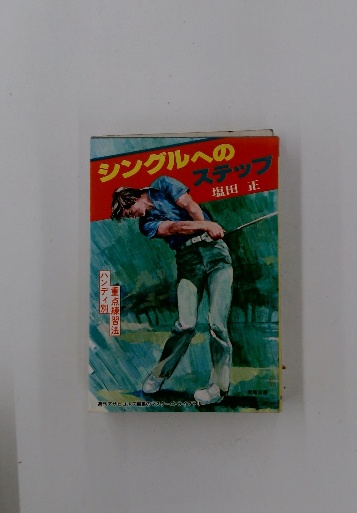 シングルへの
ステップ
塩田 正
ハンディ別
重点練習法